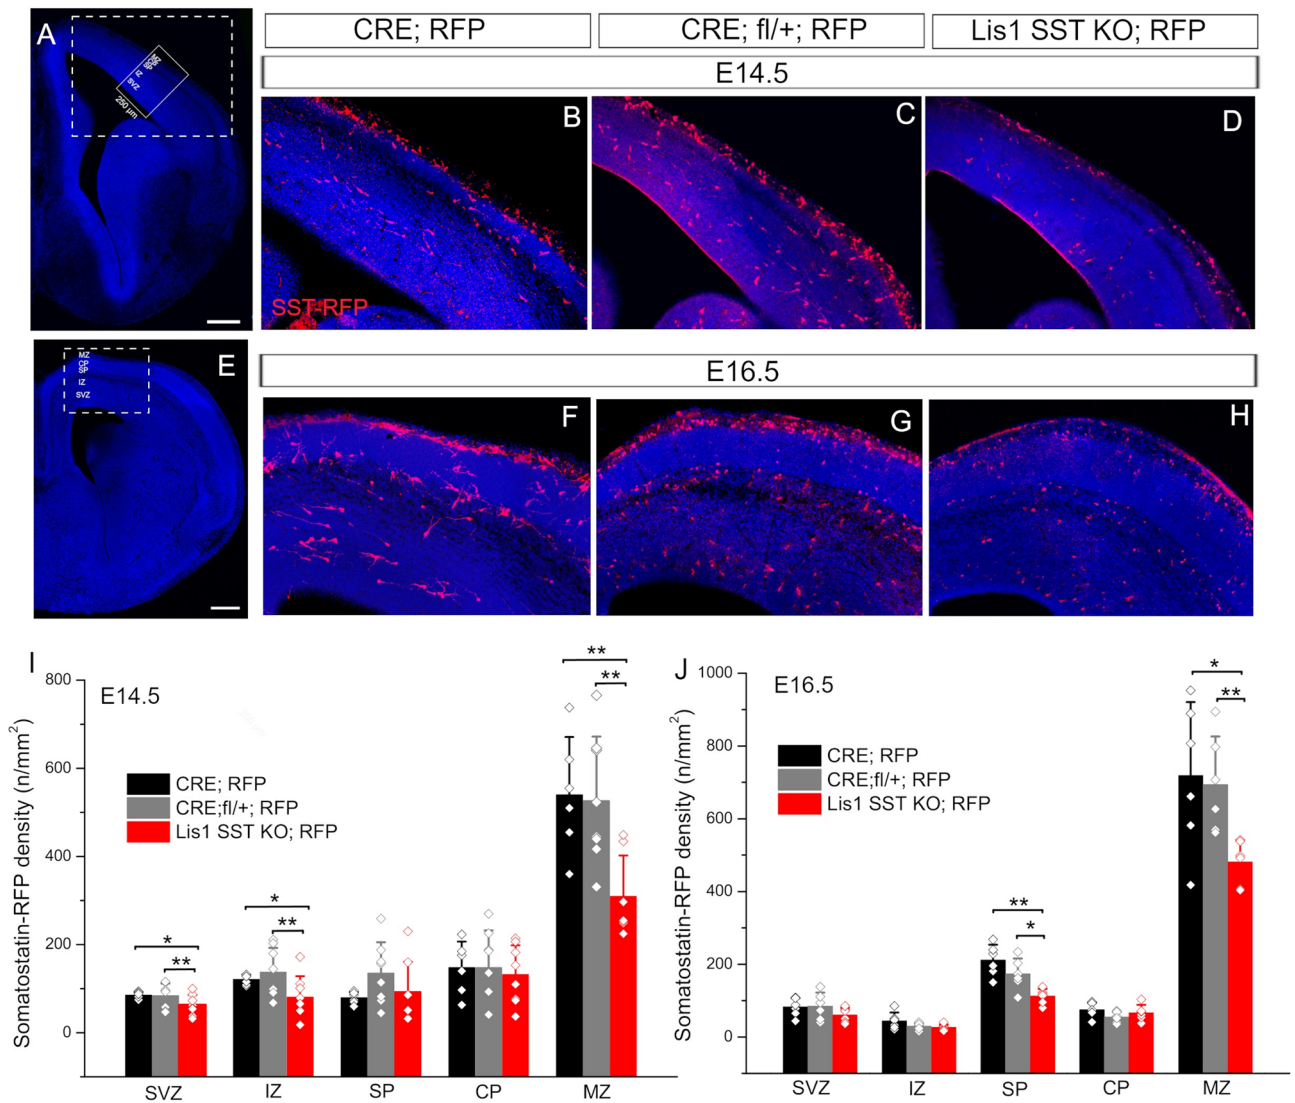 CRE; RFP
CRE; fl/+; RFP
Lis1 SST KO; RFP
E14.5
A
MZ
SP
IZ
SVZ
250 µm
B
SST-RFP
C
D
E16.5
E
MZ
CP
SP
IZ
SVZ
F
G
H
I
E14.5
Somatostatin-RFP density (n/mm²)
800
600
400
200
0
CRE; RFP
CRE;fl/+; RFP
Lis1 SST KO; RFP
*
**
*
**
**
**
SVZ
IZ
SP
CP
MZ
J
E16.5
Somatostatin-RFP density (n/mm²)
1000
800
600
400
200
0
CRE; RFP
CRE;fl/+; RFP
Lis1 SST KO; RFP
**
*
*
**
SVZ
IZ
SP
CP
MZ